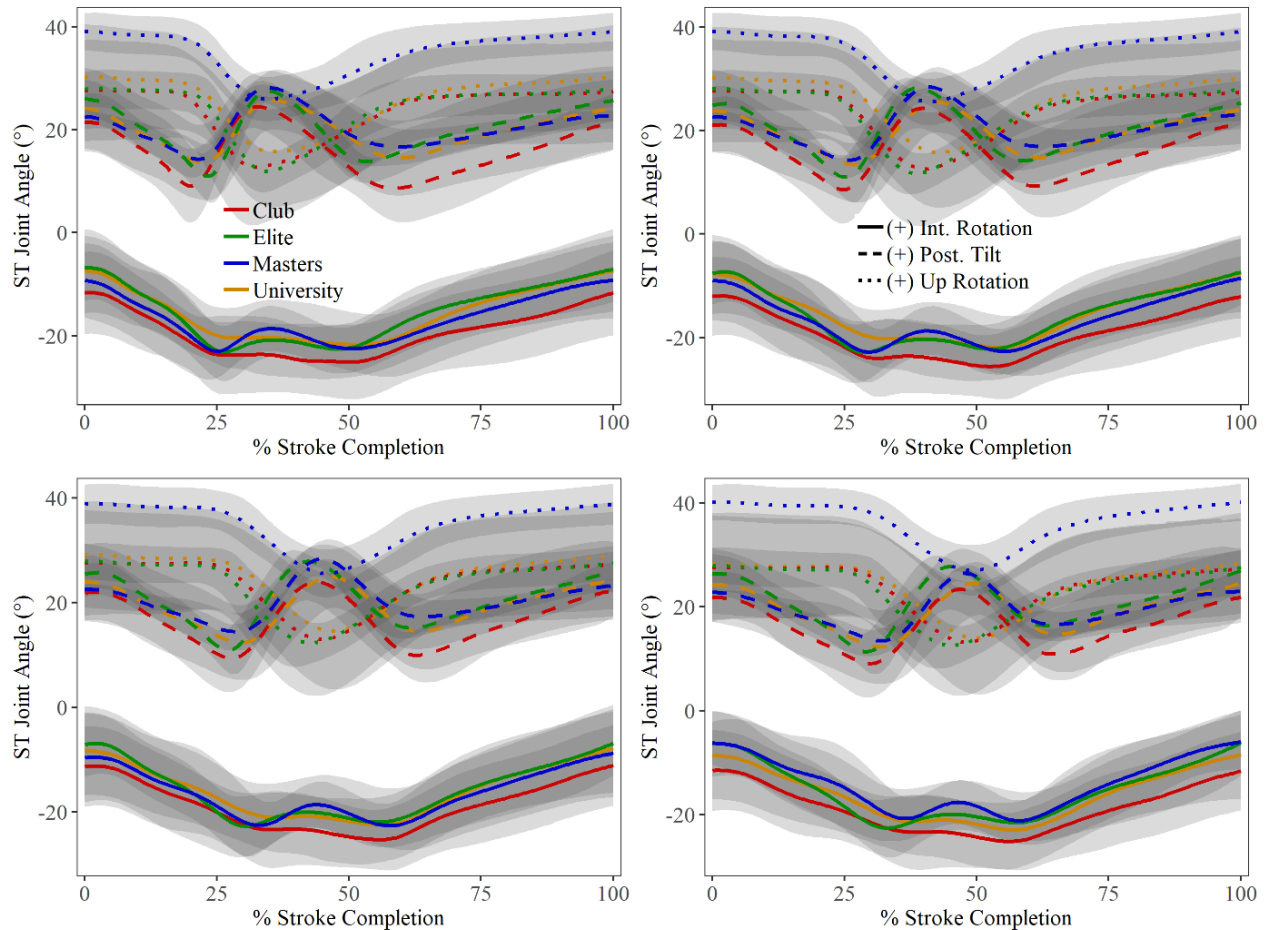 40
20
0
-20
ST Joint Angle (°)
Club
Elite
Masters
University
0 25 50 75 100
% Stroke Completion
40
20
0
-20
ST Joint Angle (°)
(+) Int. Rotation
(+) Post. Tilt
(+) Up Rotation
0 25 50 75 100
% Stroke Completion
40
20
0
-20
ST Joint Angle (°)
0 25 50 75 100
% Stroke Completion
40
20
0
-20
ST Joint Angle (°)
0 25 50 75 100
% Stroke Completion